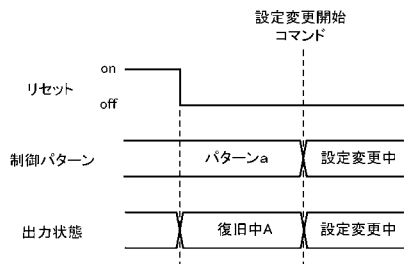 設定変更開始
コマンド
on
リセット
off
制御パターン
パターンa
設定変更中
出力状態
復旧中A
設定変更中